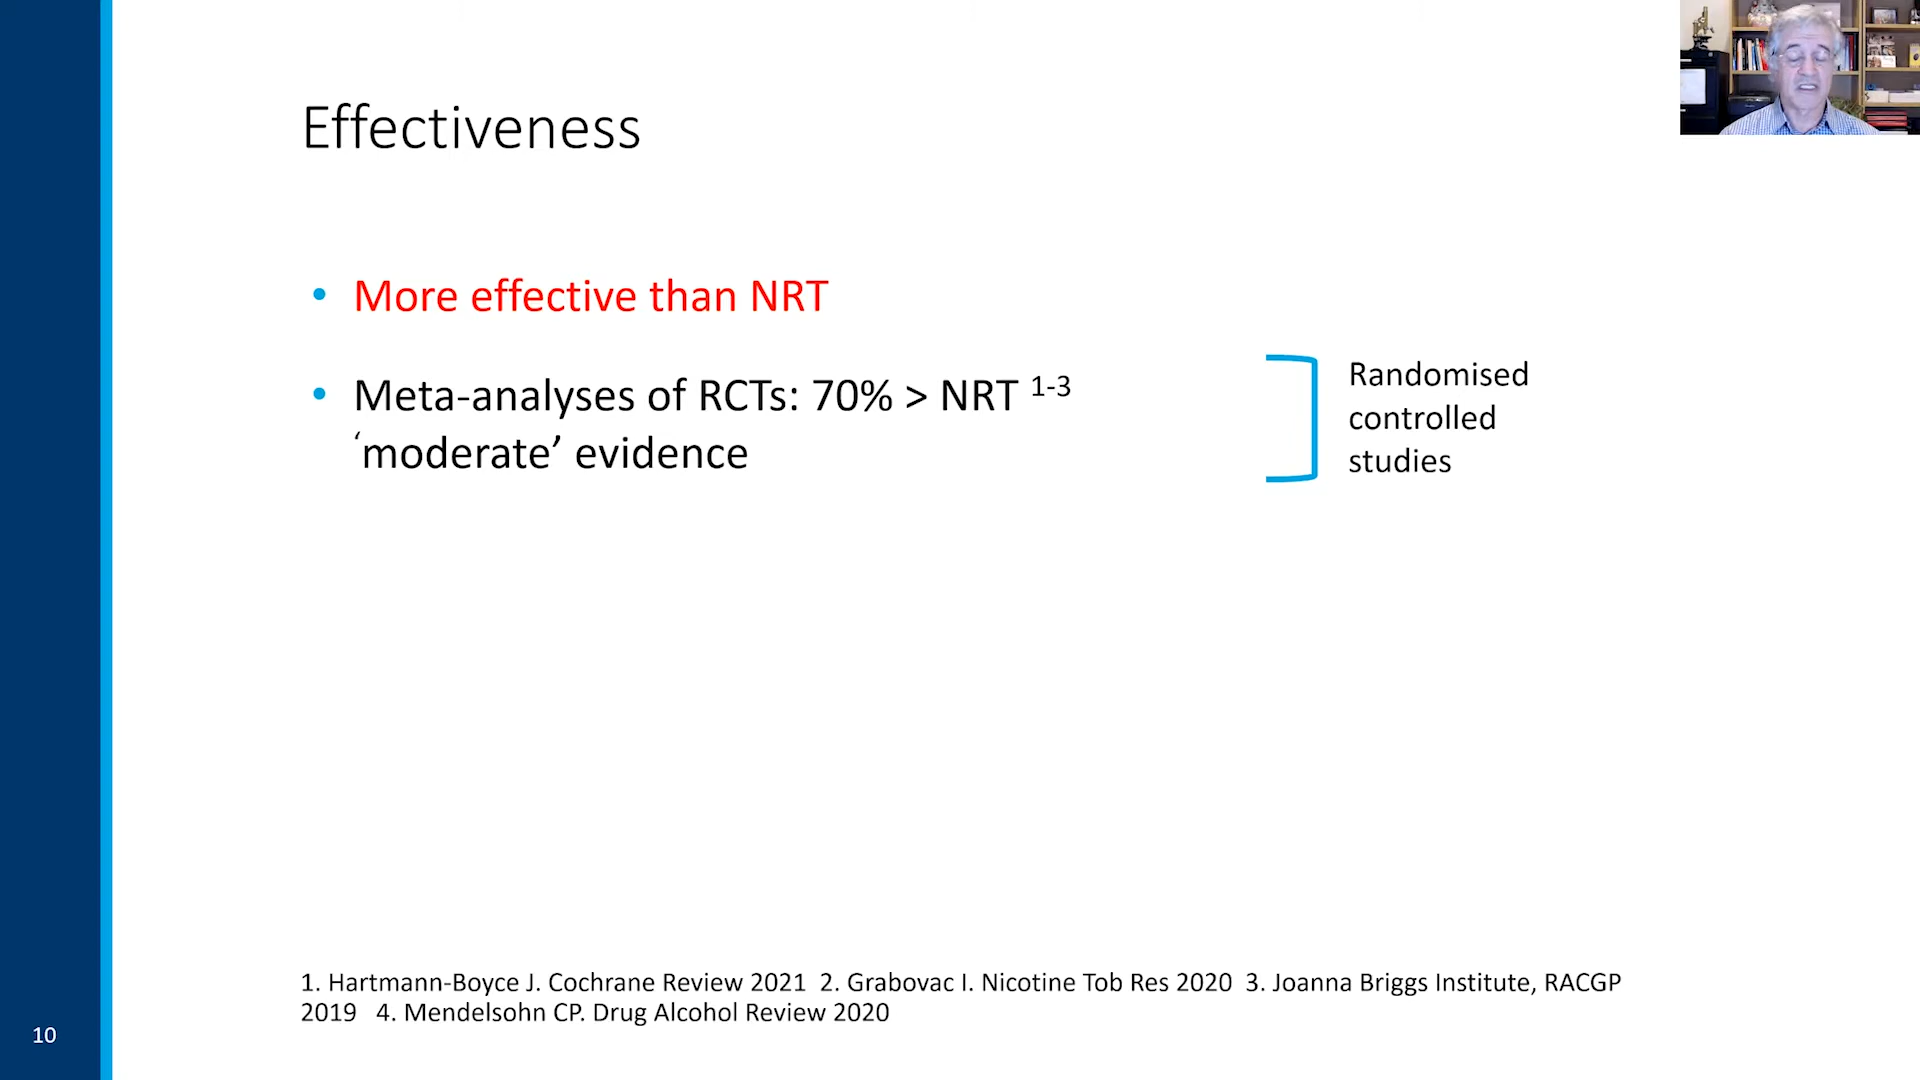 Effectiveness
• More effective than NRT
• Meta-analyses of RCTs: 70% > NRT 1-3
‘moderate’ evidence
Randomised
controlled
studies
1. Hartmann-Boyce J. Cochrane Review 2021 2. Grabovac I. Nicotine Tob Res 2020 3. Joanna Briggs Institute, RACGP
2019 4. Mendelsohn CP. Drug Alcohol Review 2020
10